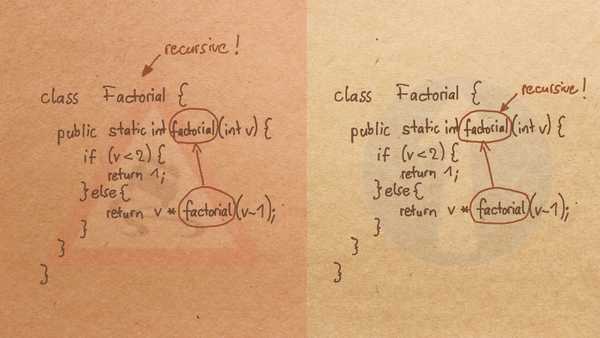 recursive!
class Factorial {
public static int factorial(int v) {
if (v<2) {
return 1;
} else {
return v * factorial(v-1);
}
}
}
recursive!
class Factorial {
public static int factorial(int v) {
if (v<2) {
return 1;
} else {
return v * factorial(v-1);
}
}
}